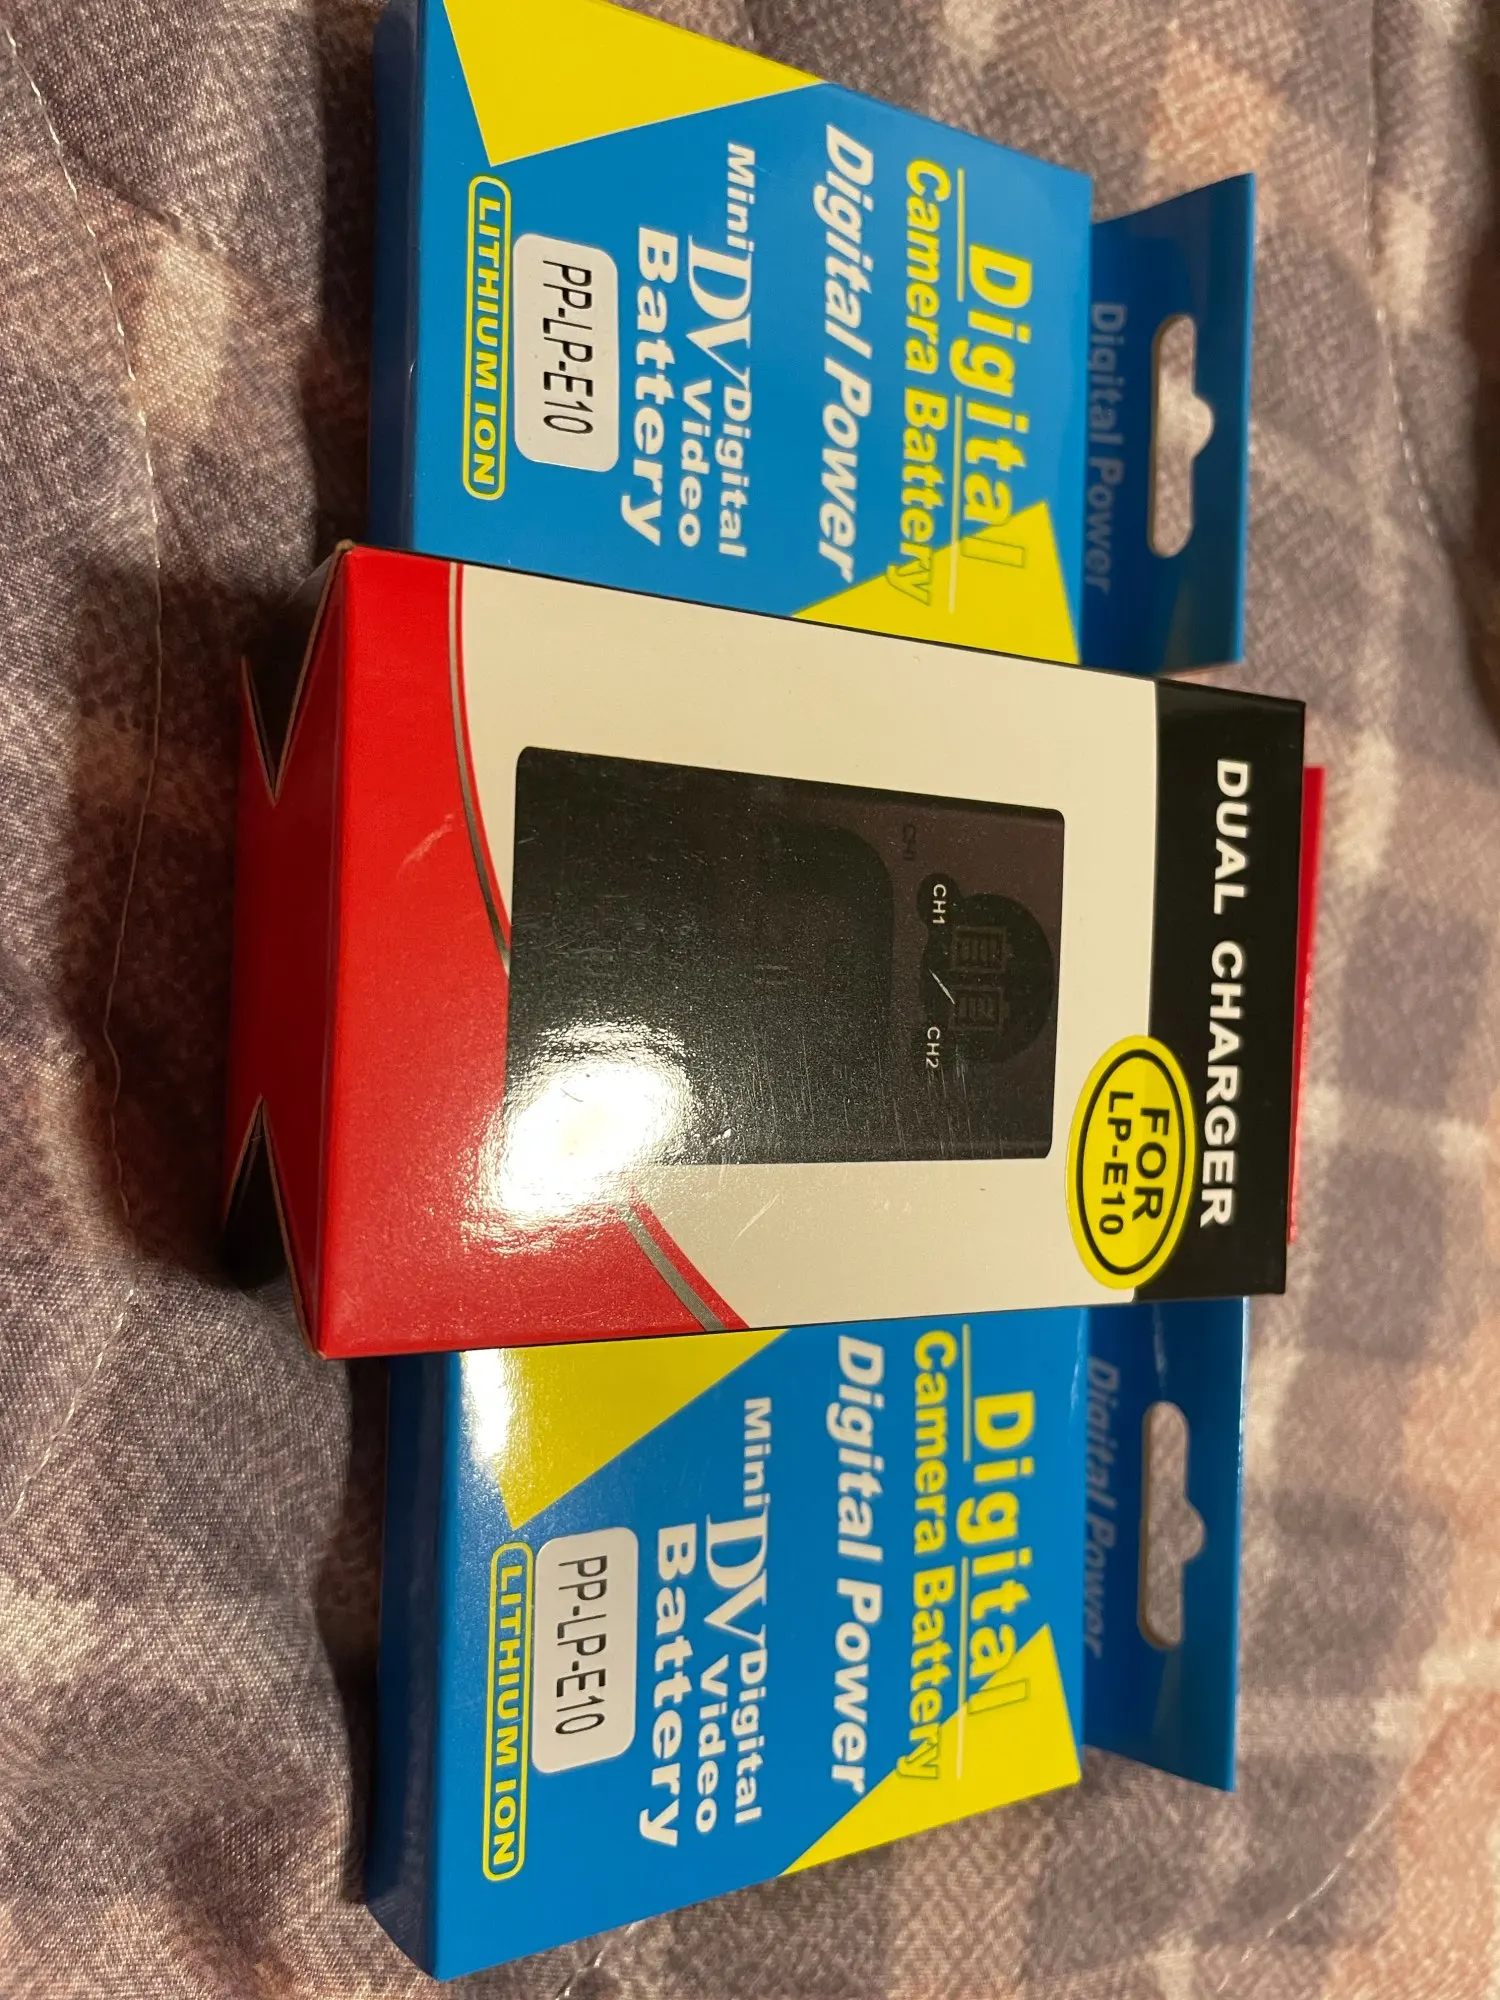 Digital Power
Digital
Camera Battery
Digital Power
Mini DV Digital
Video
Battery
PP-LP-E10
LITHIUM ION
DUAL CHARGER
FOR
LP-E10
CH1
CH2
Digital Power
Digital
Camera Battery
Digital Power
Mini DV Digital
Video
Battery
PP-LP-E10
LITHIUM ION